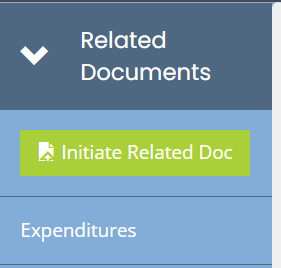 Related
Documents
Initiate Related Doc
Expenditures